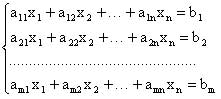 a₁₁x₁ + a₁₂x₂ + ... + a₁ₙxₙ = b₁
a₂₁x₁ + a₂₂x₂ + ... + a₂ₙxₙ = b₂
.............................................
aₘ₁x₁ + aₘ₂x₂ + ... + aₘₙxₙ = bₘ